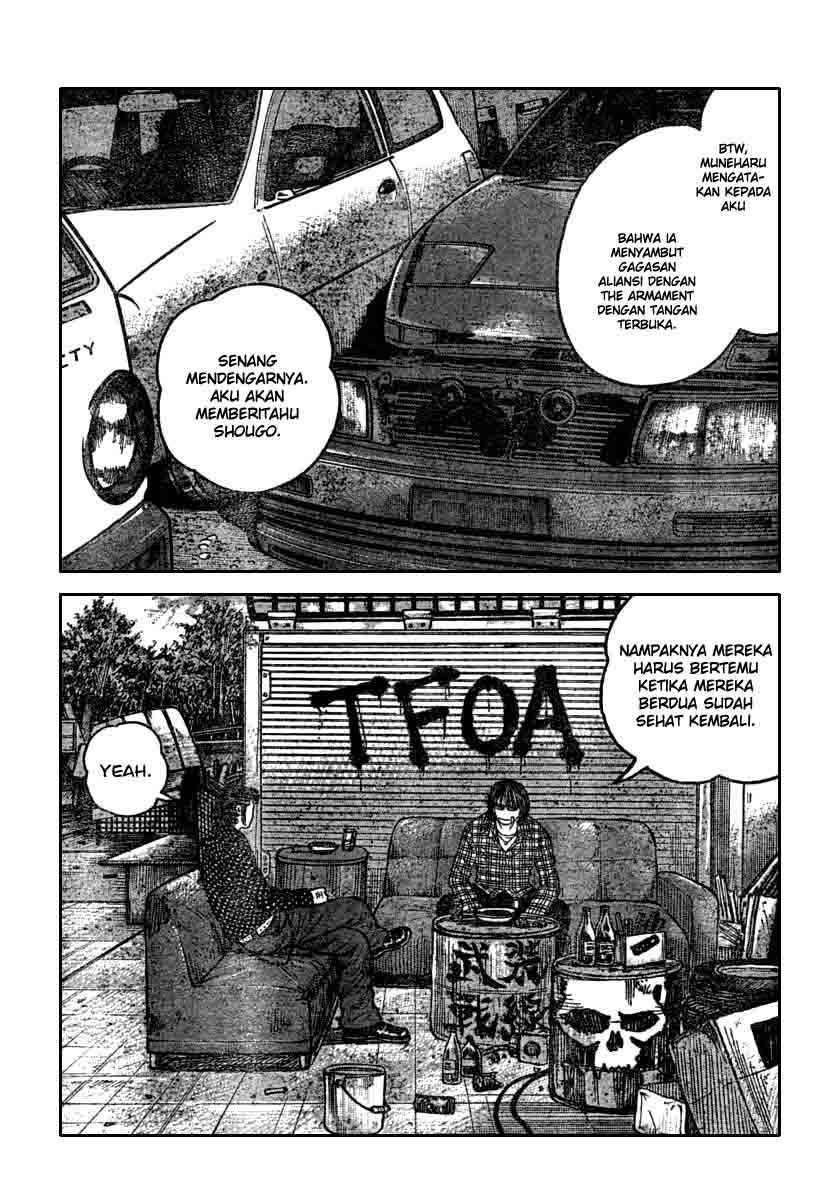 BTW,
MUNEHARU
MENGATA-
KAN KEPADA
AKU
BAHWA IA
MENYAMBUT
GAGASAN
ALIANSI DENGAN
THE ARMAMENT
DENGAN TANGAN
TERBUKA.
SENANG
MENDENGARNYA.
AKU AKAN
MEMBERITAHU
SHOUGO.
CITY
NAMPAKNYA MEREKA
HARUS BERTEMU
KETIKA MEREKA
BERDUA SUDAH
SEHAT KEMBALI.
YEAH.
TFOA
武装
戦線